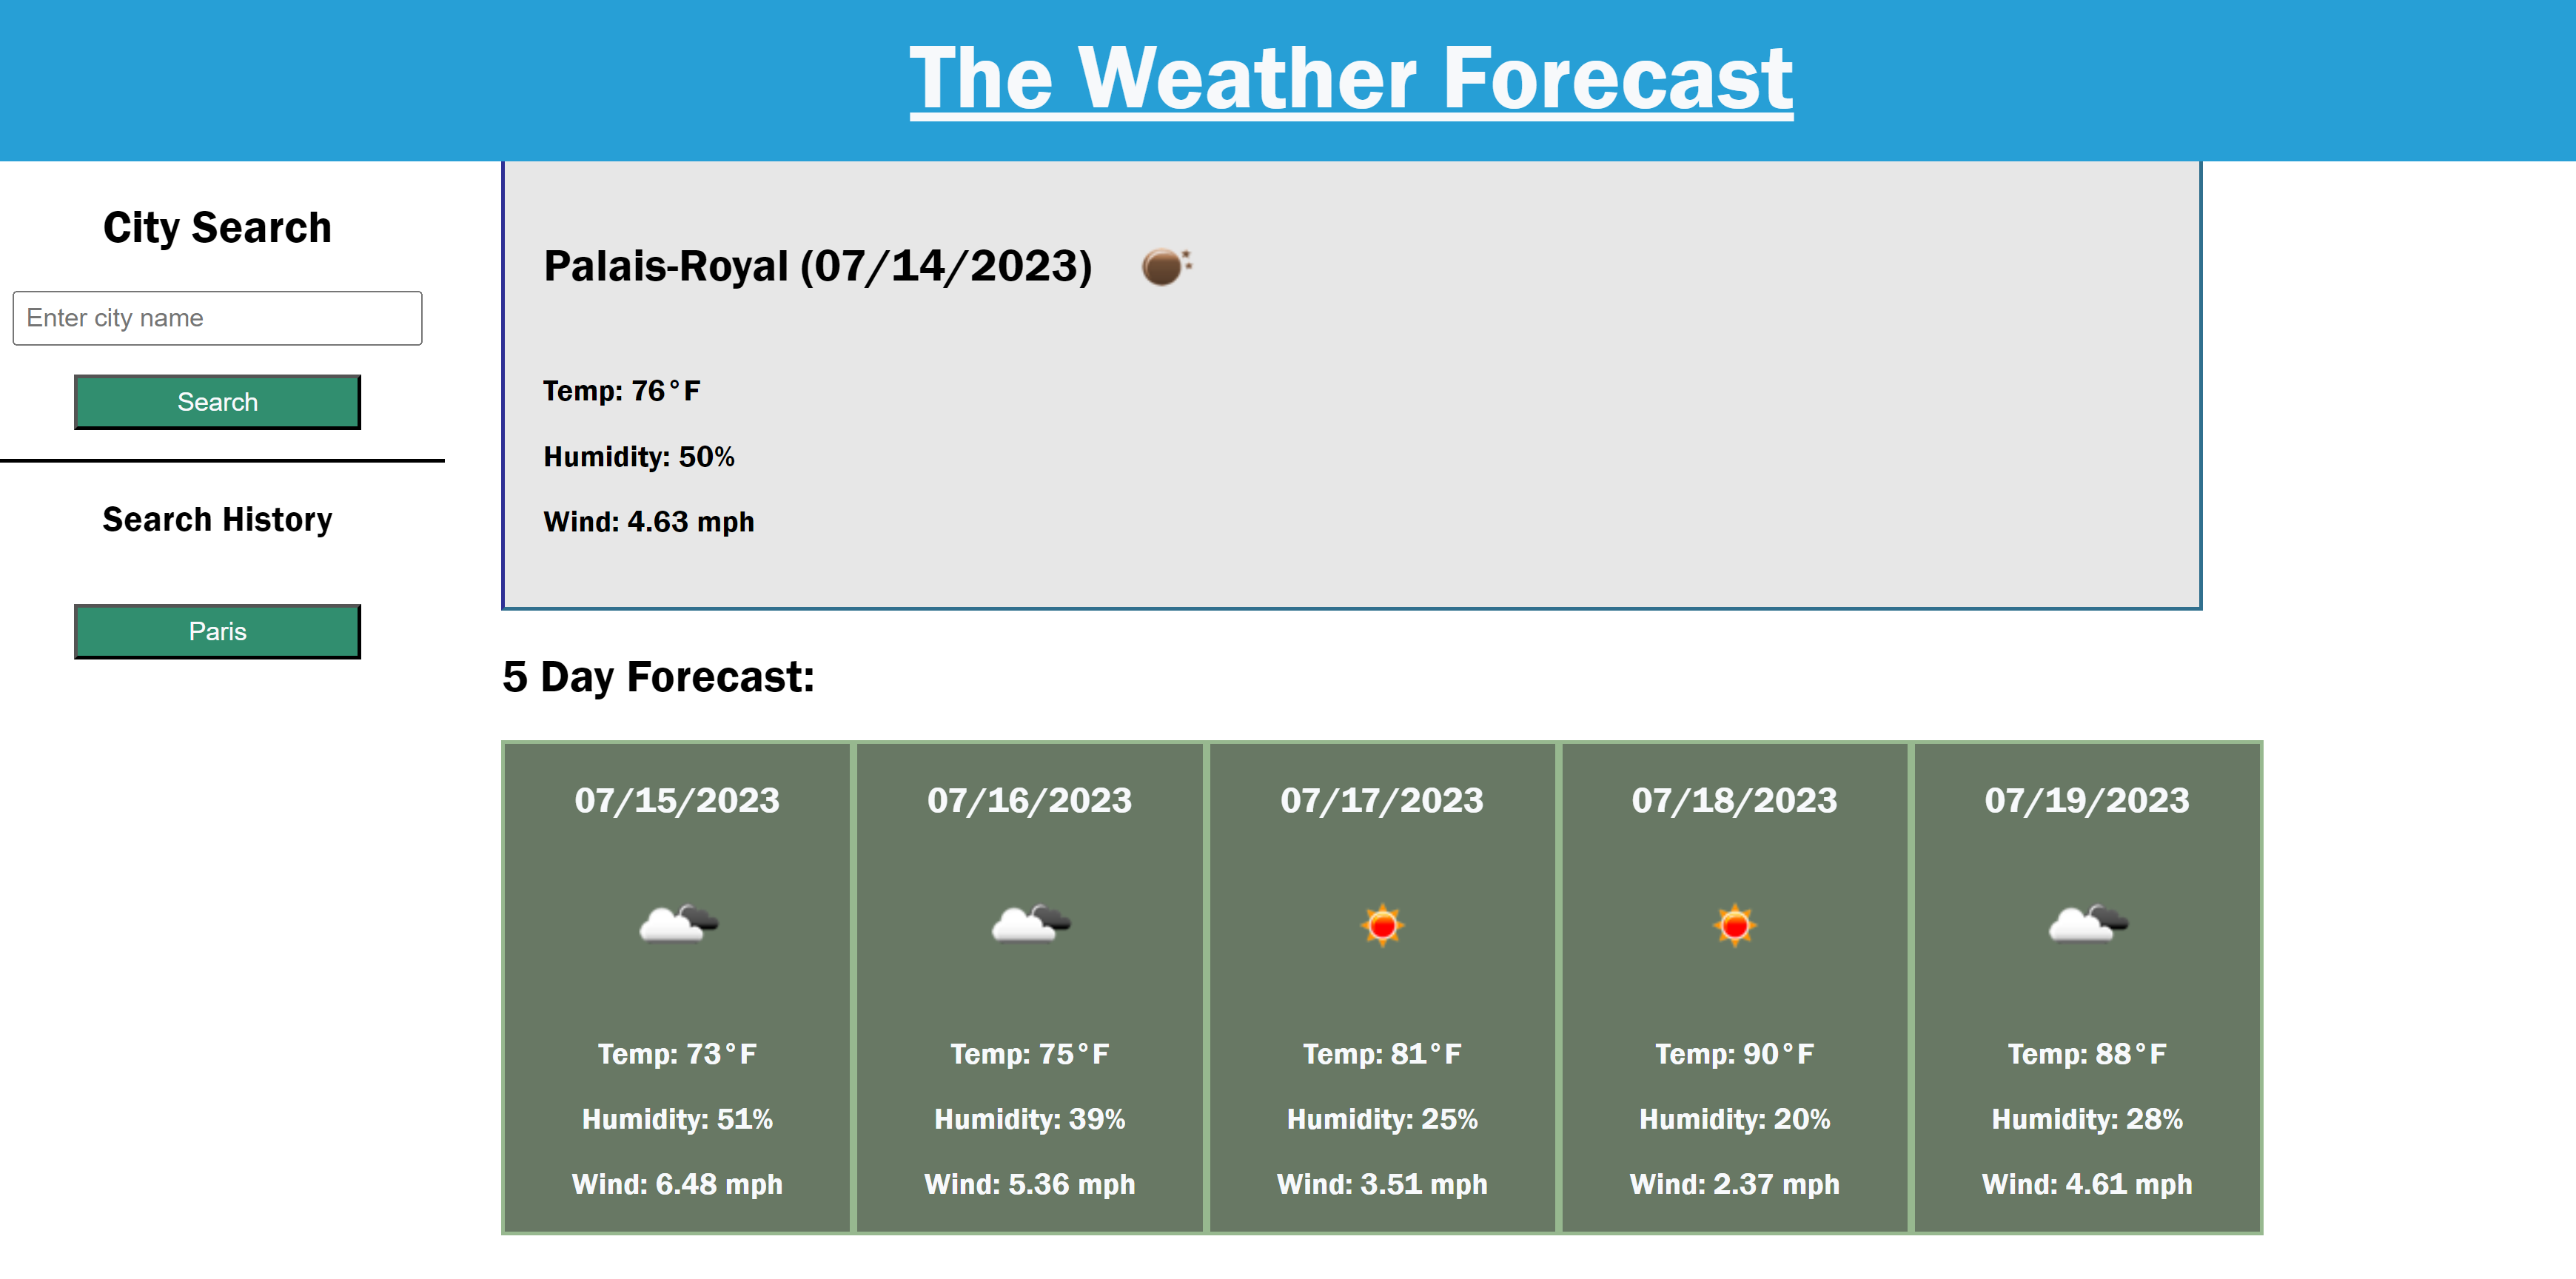 The Weather Forecast
City Search
Enter city name
Search
Search History
Paris
Palais-Royal (07/14/2023)
Temp: 76°F
Humidity: 50%
Wind: 4.63 mph
5 Day Forecast:
07/15/2023
Temp: 73°F
Humidity: 51%
Wind: 6.48 mph
07/16/2023
Temp: 75°F
Humidity: 39%
Wind: 5.36 mph
07/17/2023
Temp: 81°F
Humidity: 25%
Wind: 3.51 mph
07/18/2023
Temp: 90°F
Humidity: 20%
Wind: 2.37 mph
07/19/2023
Temp: 88°F
Humidity: 28%
Wind: 4.61 mph